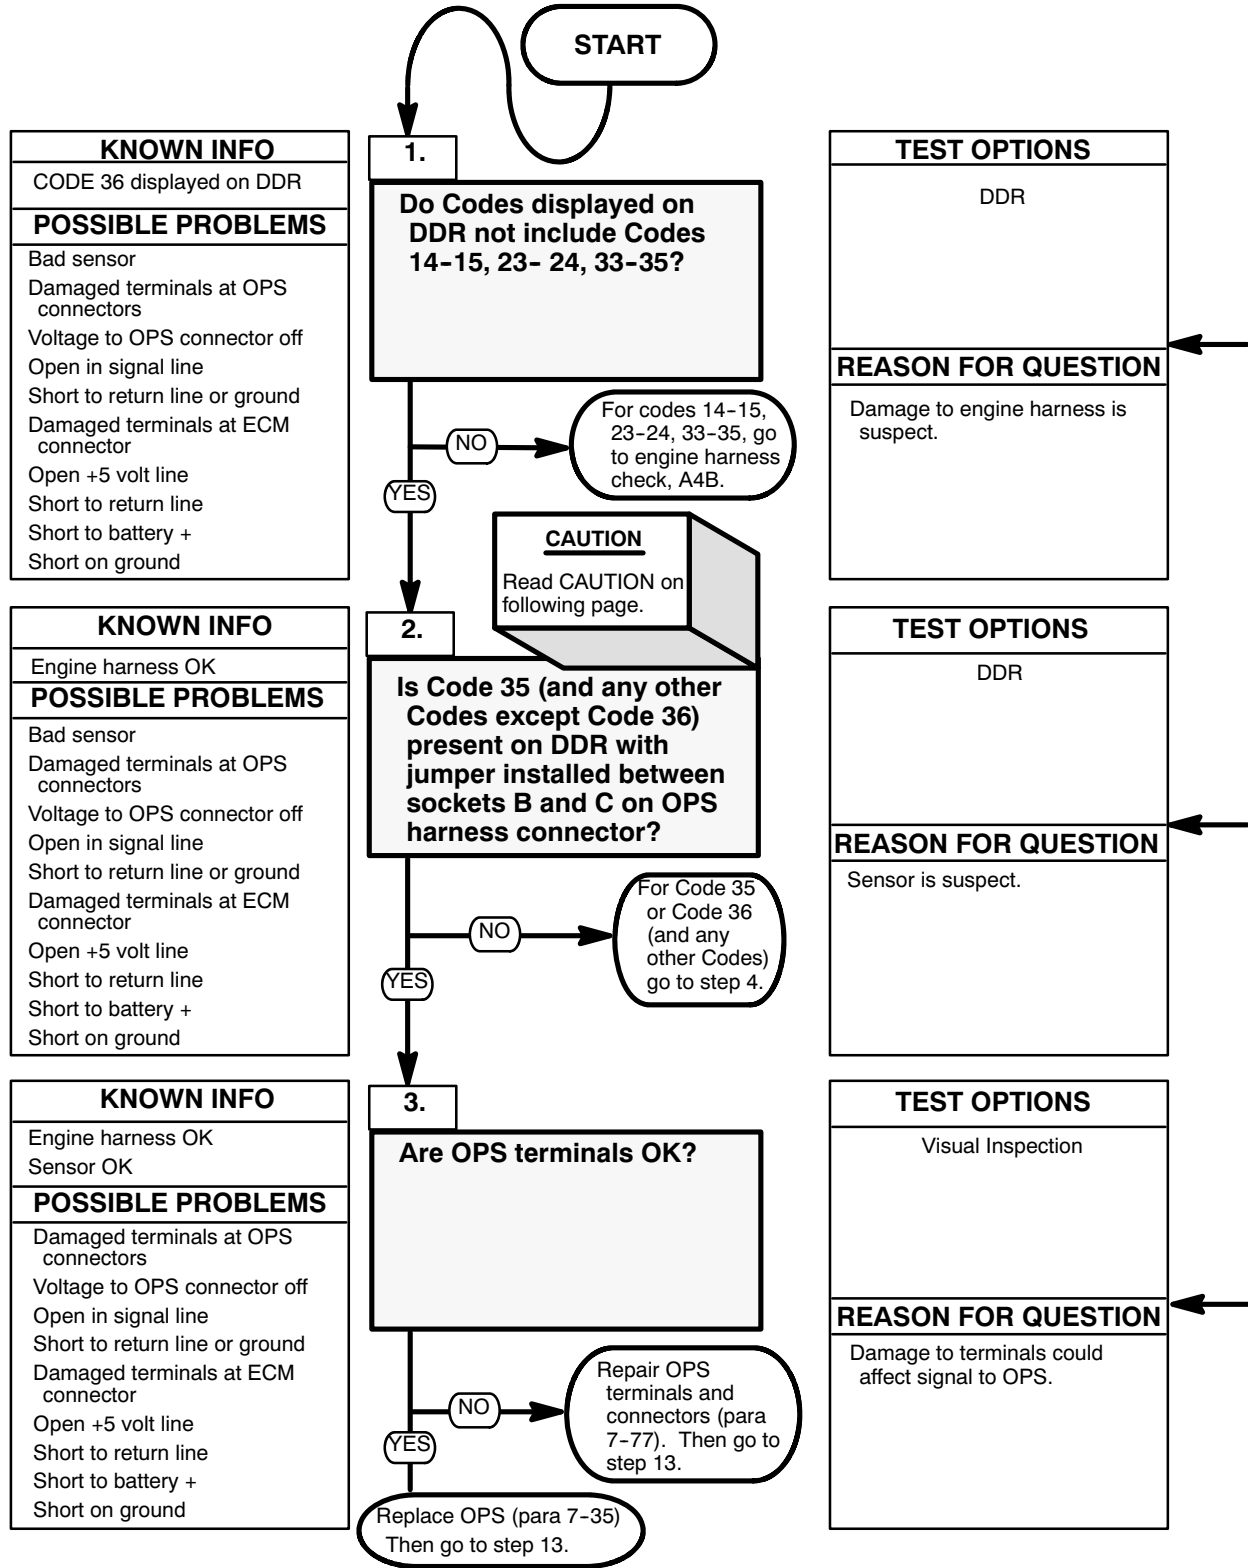 START
KNOWN INFO
CODE 36 displayed on DDR
POSSIBLE PROBLEMS
Bad sensor
Damaged terminals at OPS
connectors
Voltage to OPS connector off
Open in signal line
Short to return line or ground
Damaged terminals at ECM
connector
Open +5 volt line
Short to return line
Short to battery +
Short on ground
1.
Do Codes displayed on
DDR not include Codes
14-15, 23- 24, 33-35?
NO
For codes 14-15,
23-24, 33-35, go
to engine harness
check, A4B.
YES
TEST OPTIONS
DDR
REASON FOR QUESTION
Damage to engine harness is
suspect.
CAUTION
Read CAUTION on
following page.
KNOWN INFO
Engine harness OK
POSSIBLE PROBLEMS
Bad sensor
Damaged terminals at OPS
connectors
Voltage to OPS connector off
Open in signal line
Short to return line or ground
Damaged terminals at ECM
connector
Open +5 volt line
Short to return line
Short to battery +
Short on ground
2.
Is Code 35 (and any other
Codes except Code 36)
present on DDR with
jumper installed between
sockets B and C on OPS
harness connector?
NO
For Code 35
or Code 36
(and any
other Codes)
go to step 4.
YES
TEST OPTIONS
DDR
REASON FOR QUESTION
Sensor is suspect.
KNOWN INFO
Engine harness OK
Sensor OK
POSSIBLE PROBLEMS
Damaged terminals at OPS
connectors
Voltage to OPS connector off
Open in signal line
Short to return line or ground
Damaged terminals at ECM
connector
Open +5 volt line
Short to return line
Short to battery +
Short on ground
3.
Are OPS terminals OK?
NO
Repair OPS
terminals and
connectors (para
7-77). Then go to
step 13.
YES
Replace OPS (para 7-35)
Then go to step 13.
TEST OPTIONS
Visual Inspection
REASON FOR QUESTION
Damage to terminals could
affect signal to OPS.